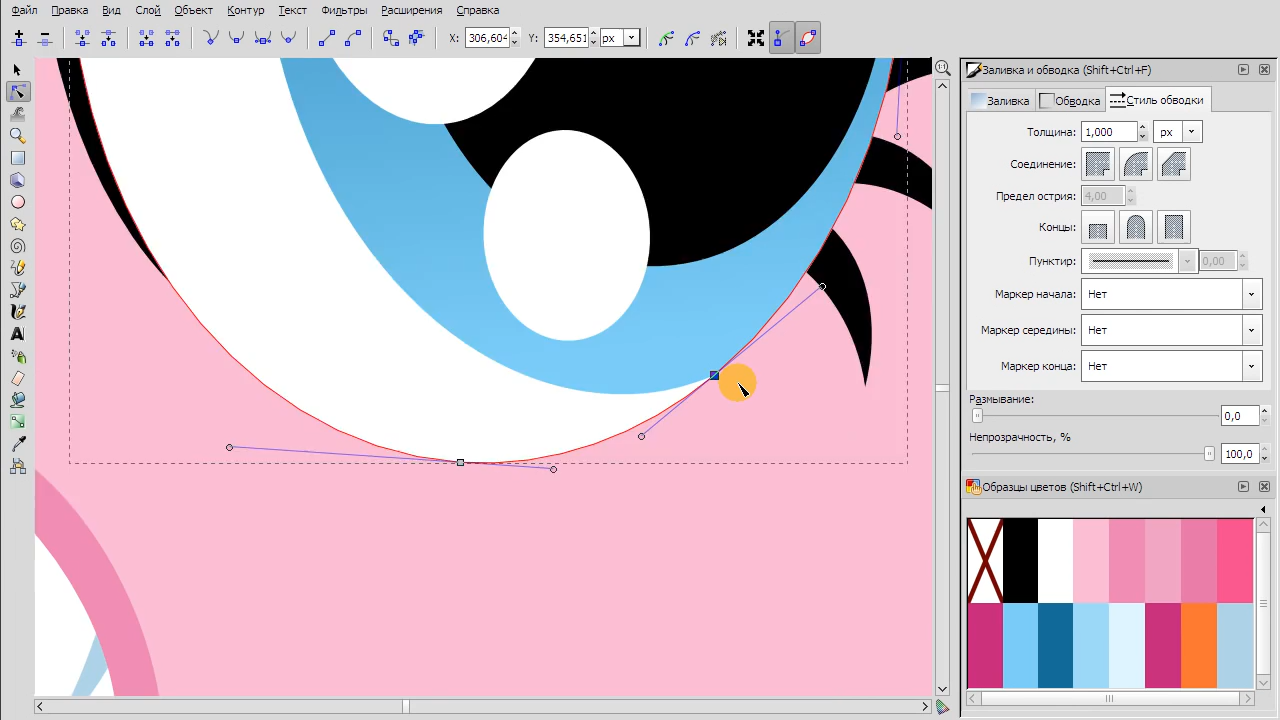 Файл Правка Вид Слой Объект Контур Текст Фильтры Расширения Справка
X: 306,604 Y: 354,651 px
Заливка и обводка (Shift+Ctrl+F)
Заливка Обводка Стиль обводки
Толщина: 1,000 px
Соединение:
Предел острия: 4,00
Концы:
Пунктир: 0,00
Маркер начала: Нет
Маркер середины: Нет
Маркер конца: Нет
Размывание:
0,0
Непрозрачность, %
100,0
Образцы цветов (Shift+Ctrl+W)